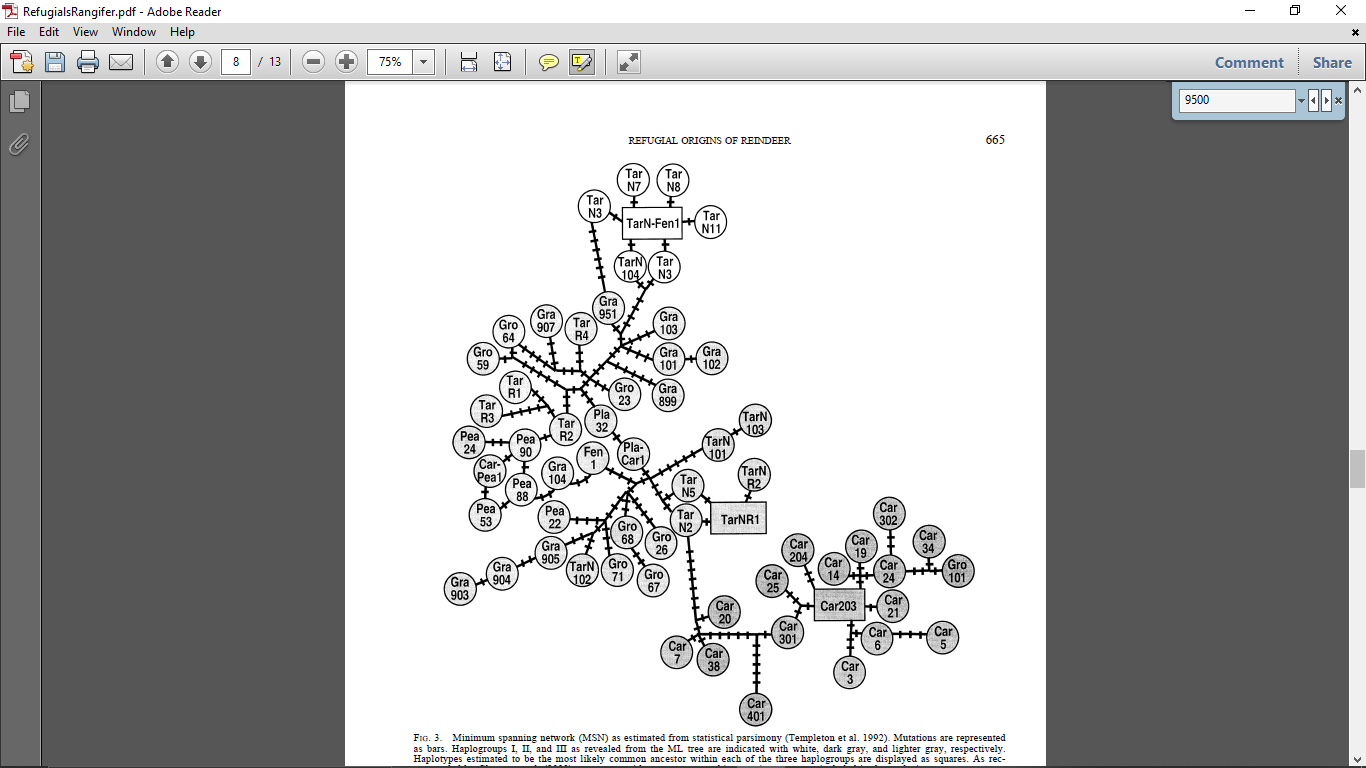 RefugialsRangifer.pdf - Adobe Reader
File Edit View Window Help
8 / 13 75% Comment Share
9500
REFUGIAL ORIGINS OF REINDEER 665
Tar
N7
Tar
N8
Tar
N3
TarN-Fen1
Tar
N11
TarN
104
Tar
N3
Gra
951
Gra
907
Gro
64
Tar
R4
Gra
103
Gro
59
Gra
101
Gra
102
Tar
R1
Gro
23
Gra
899
Tar
R3
Pla
32
Tar
R2
TarN
103
Pea
24
Pea
90
Pla-
Car1
TarN
101
Fen
1
Car-
Pea1
Gra
104
TarN
R2
Pea
88
Tar
N5
Pea
53
Pea
22
Gro
68
Tar
N2
TarNR1
Gro
26
Car
302
Gra
905
Car
204
Car
19
Car
34
Gra
904
TarN
102
Gro
71
Gro
67
Car
14
Car
24
Gro
101
Gra
903
Car
25
Car203
Car
21
Car
20
Car
301
Car
6
Car
5
Car
7
Car
38
Car
3
Car
401
FIG. 3. Minimum spanning network (MSN) as estimated from statistical parsimony (Templeton et al. 1992). Mutations are represented
as bars. Haplogroups I, II, and III as revealed from the ML tree are indicated with white, dark gray, and lighter gray, respectively.
Haplotypes estimated to be the most likely common ancestor within each of the three haplogroups are displayed as squares. As rec-